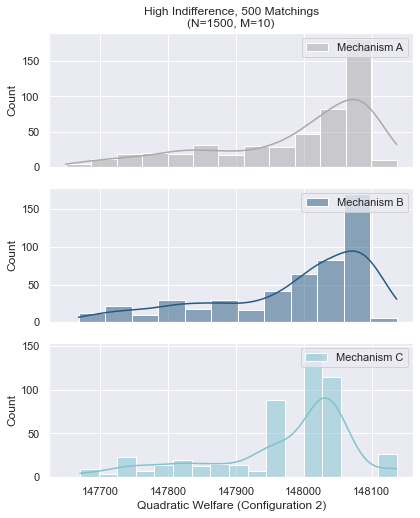 High Indifference, 500 Matchings
(N=1500, M=10)
Mechanism A
150
100
50
0
Count
Mechanism B
150
100
50
0
Count
Mechanism C
150
100
50
0
Count
147700 147800 147900 148000 148100
Quadratic Welfare (Configuration 2)